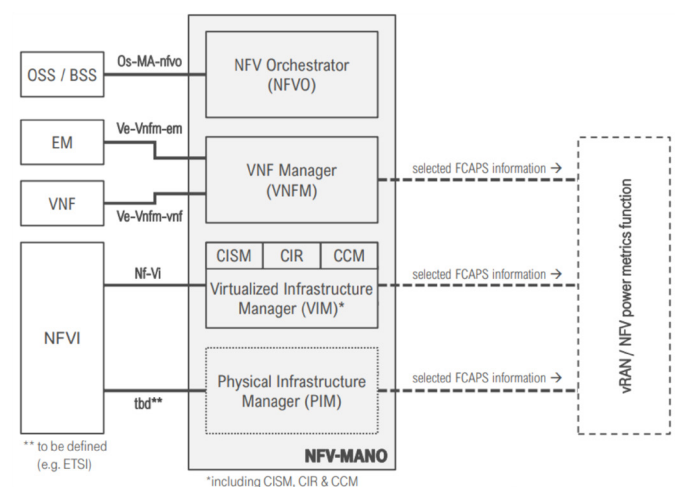 OSS / BSS
Os-MA-nfvo
NFV Orchestrator
(NFVO)
EM
Ve-Vnfm-em
VNF
Ve-Vnfm-vnf
VNF Manager
(VNFM)
selected FCAPS information →
CISM
CIR
CCM
Nf-Vi
Virtualized Infrastructure
Manager (VIM)*
selected FCAPS information →
NFVI
Physical Infrastructure
Manager (PIM)
tbd**
selected FCAPS information →
vRAN / NFV power metrics function
** to be defined
(e.g. ETSI)
NFV-MANO
*including CISM, CIR & CCM